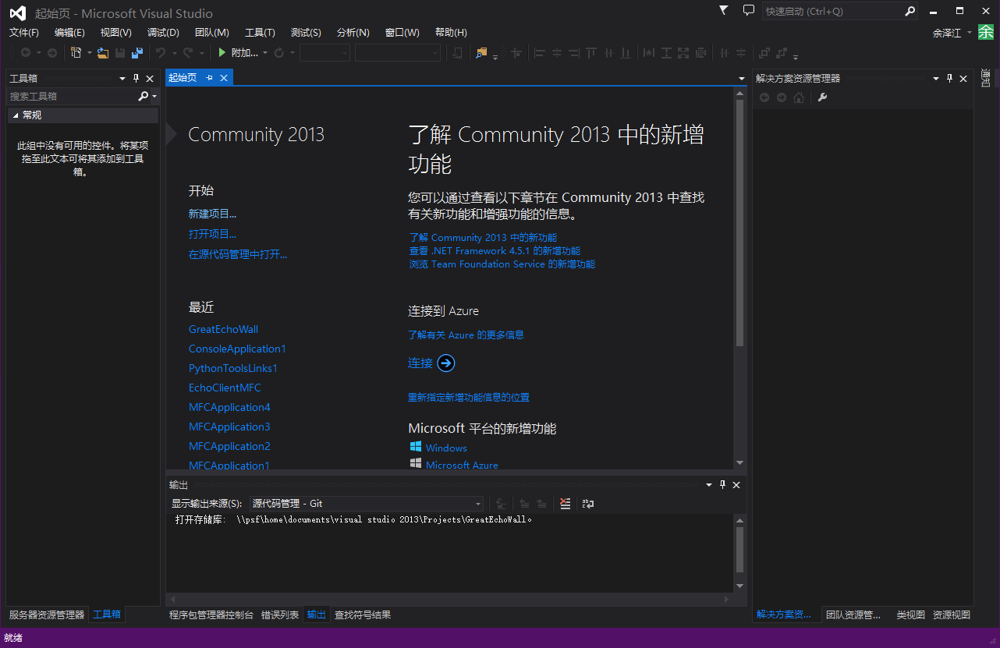 起始页 - Microsoft Visual Studio
快速启动 (Ctrl+Q)
文件(F) 编辑(E) 视图(V) 调试(D) 团队(M) 工具(T) 测试(S) 分析(N) 窗口(W) 帮助(H)
余泽江 余
附加...
工具箱
搜索工具箱
常规
此组中没有可用的控件。将某项
拖至此文本可将其添加到工具
箱。
服务器资源管理器 工具箱
起始页
Community 2013
开始
新建项目...
打开项目...
在源代码管理中打开...
最近
GreatEchoWall
ConsoleApplication1
PythonToolsLinks1
EchoClientMFC
MFCApplication4
MFCApplication3
MFCApplication2
MFCApplication1
了解 Community 2013 中的新增
功能
您可以通过查看以下章节在 Community 2013 中查找
有关新功能和增强功能的信息。
了解 Community 2013 中的新功能
查看 .NET Framework 4.5.1 的新增功能
浏览 Team Foundation Service 的新增功能
连接到 Azure
了解有关 Azure 的更多信息
连接
重新指定新增功能信息的位置
Microsoft 平台的新增功能
Windows
Microsoft Azure
输出
显示输出来源(S): 源代码管理 - Git
打开存储库: \\psf\home\documents\visual studio 2013\Projects\GreatEchoWall。
程序包管理器控制台 错误列表 输出 查找符号结果
解决方案资源管理器
通知
解决方案资... 团队资源管... 类视图 资源视图
就绪